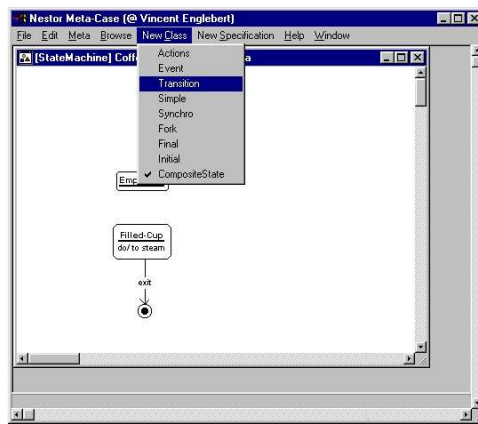 Nestor Meta-Case (@ Vincent Englebert)
File Edit Meta Browse New Class New Specification Help Window
[StateMachine] Coff
a
Actions
Event
Transition
Simple
Synchro
Fork
Final
Initial
✔ CompositeState
Emp
Filled-Cup
do/ to steam
exit